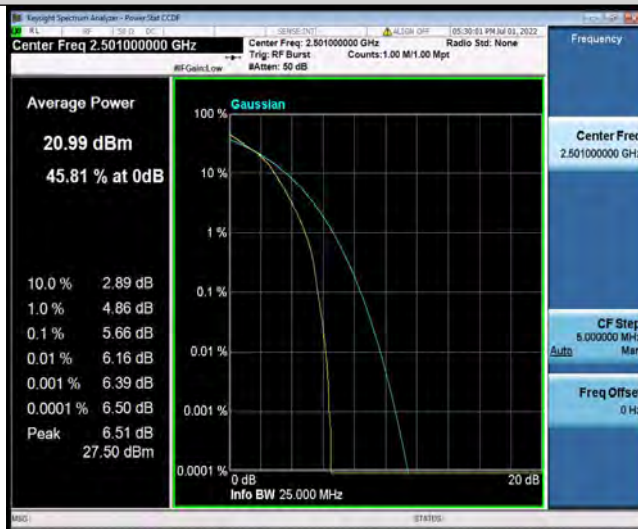 Keysight Spectrum Analyzer - Power Stat CCDF
RL RF 50 Ω DC SENSE:INT ALIGN OFF 05:30:01 PM Jul 01, 2022
Center Freq 2.501000000 GHz
Center Freq: 2.501000000 GHz Radio Std: None
Trig: RF Burst Counts:1.00 M/1.00 Mpt
#IFGain:Low #Atten: 50 dB
Frequency
Average Power
20.99 dBm
45.81 % at 0dB
10.0 % 2.89 dB
1.0 % 4.86 dB
0.1 % 5.66 dB
0.01 % 6.16 dB
0.001 % 6.39 dB
0.0001 % 6.50 dB
Peak 6.51 dB
27.50 dBm
Gaussian
100 %
10 %
1 %
0.1 %
0.01 %
0.001 %
0.0001 %
0 dB 20 dB
Info BW 25.000 MHz
Center Freq
2.501000000 GHz
CF Step
5.000000 MHz
Auto Man
Freq Offset
0 Hz
MSG STATUS